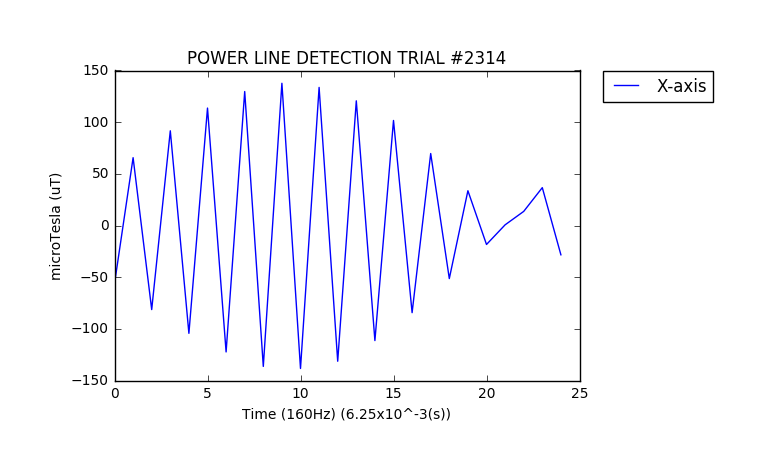 POWER LINE DETECTION TRIAL #2314
X-axis
150
100
50
0
−50
−100
−150
microTesla (uT)
0 5 10 15 20 25
Time (160Hz) (6.25x10^-3(s))